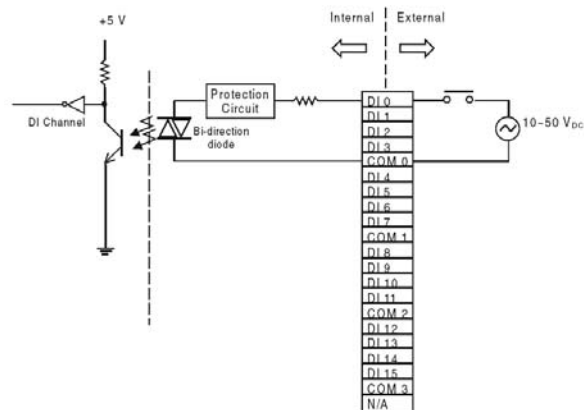 +5 V
Internal
External
Protection
Circuit
DI Channel
Bi-direction
diode
10~50 VDC
DI 0
DI 1
DI 2
DI 3
COM 0
DI 4
DI 5
DI 6
DI 7
COM 1
DI 8
DI 9
DI 10
DI 11
COM 2
DI 12
DI 13
DI 14
DI 15
COM 3
N/A